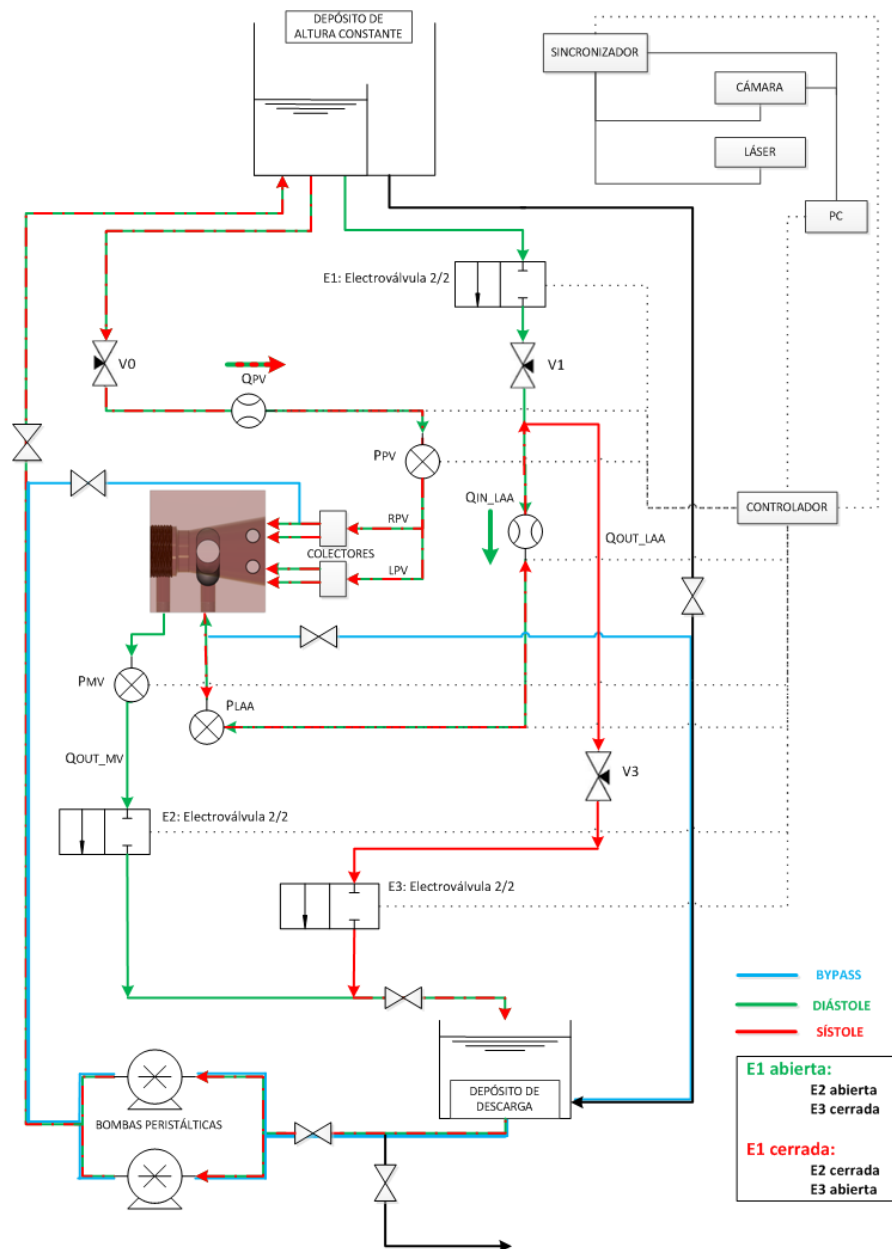 DEPÓSITO DE
ALTURA CONSTANTE
SINCRONIZADOR
CÁMARA
LÁSER
PC
E1: Electroválvula 2/2
V0
V1
QPV
PPV
QIN_LAA
CONTROLADOR
RPV
COLECTORES
LPV
QOUT_LAA
PMV
PLAA
QOUT_MV
V3
E2: Electroválvula 2/2
E3: Electroválvula 2/2
BYPASS
DIÁSTOLE
SÍSTOLE
DEPÓSITO DE
DESCARGA
BOMBAS PERISTÁLTICAS
E1 abierta:
E2 abierta
E3 cerrada
E1 cerrada:
E2 cerrada
E3 abierta